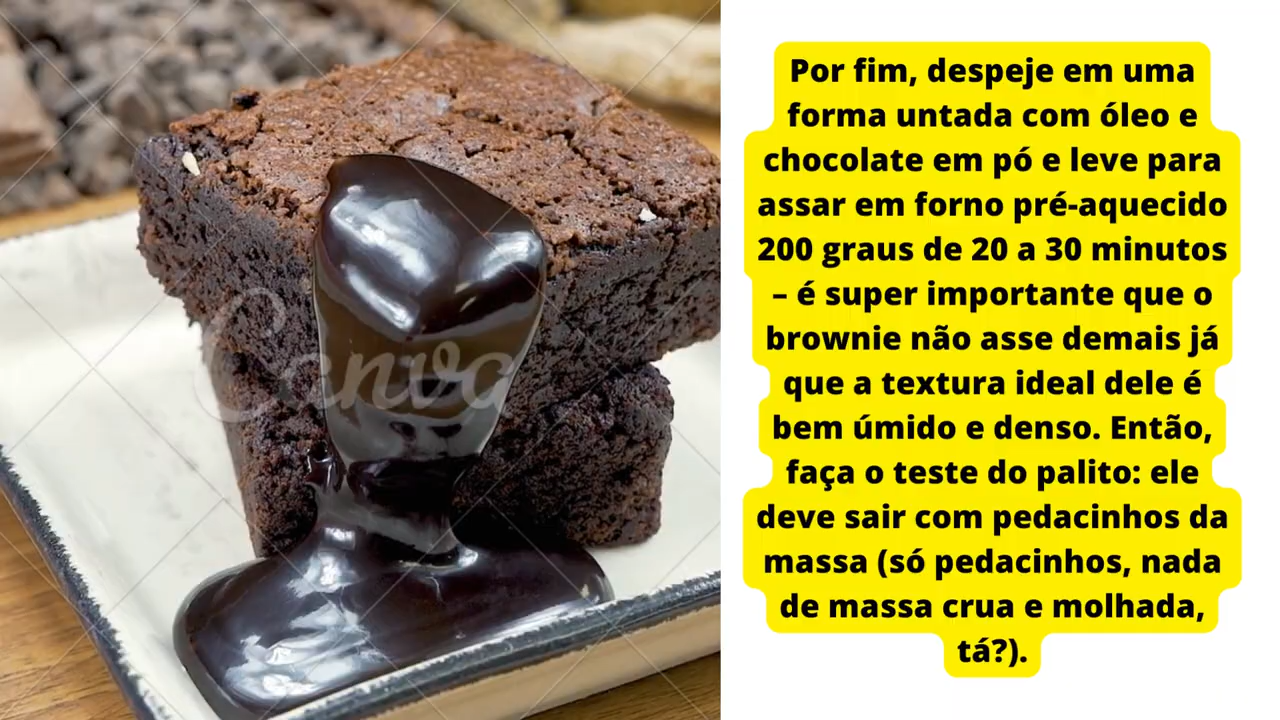 Por fim, despeje em uma
forma untada com óleo e
chocolate em pó e leve para
assar em forno pré-aquecido
200 graus de 20 a 30 minutos
– é super importante que o
brownie não asse demais já
que a textura ideal dele é
bem úmido e denso. Então,
faça o teste do palito: ele
deve sair com pedacinhos da
massa (só pedacinhos, nada
de massa crua e molhada,
tá?).
Canva